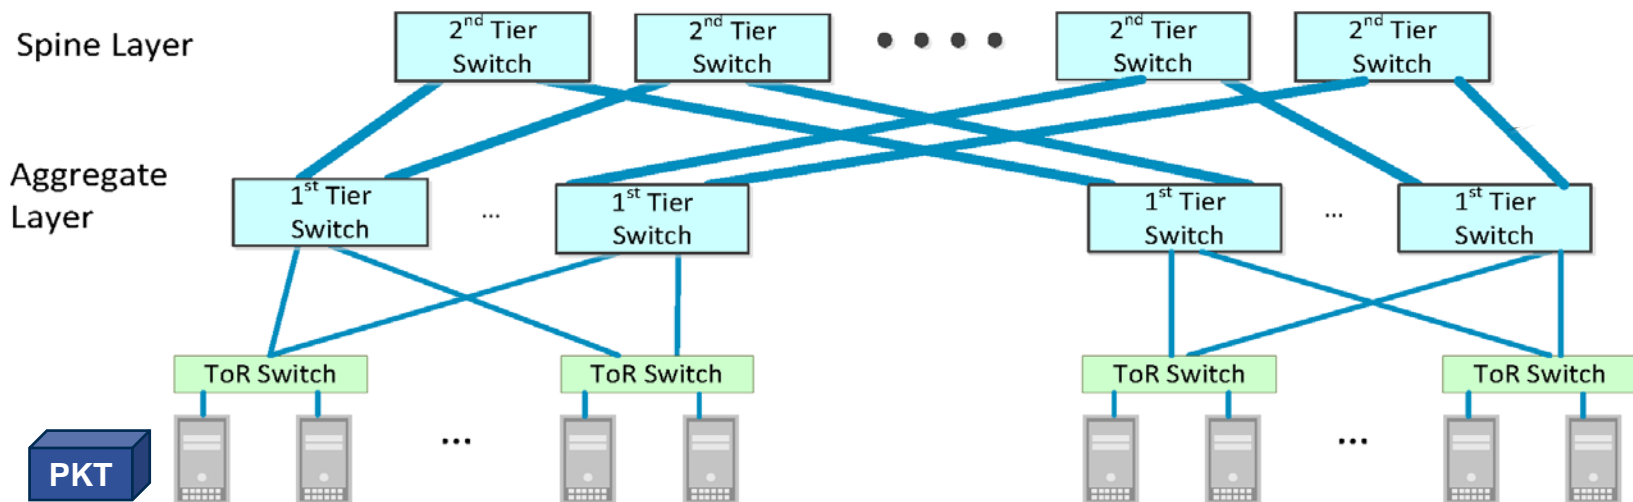 Spine Layer
2nd Tier
Switch
2nd Tier
Switch
2nd Tier
Switch
2nd Tier
Switch
Aggregate
Layer
1st Tier
Switch
...
1st Tier
Switch
1st Tier
Switch
...
1st Tier
Switch
ToR Switch
ToR Switch
ToR Switch
ToR Switch
...
...
PKT